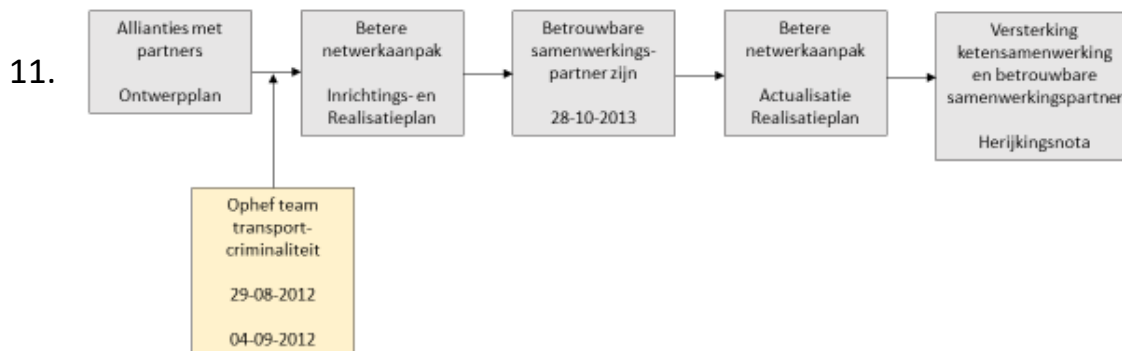 11.
Allianties met
partners
Ontwerpplan
Betere
netwerkaanpak
Inrichtings- en
Realisatieplan
Betrouwbare
samenwerkings-
partner zijn
28-10-2013
Betere
netwerkaanpak
Actualisatie
Realisatieplan
Versterking
ketensamenwerking
en betrouwbare
samenwerkingspartner
Herijkingsnota
Ophef team
transport-
criminaliteit
29-08-2012
04-09-2012